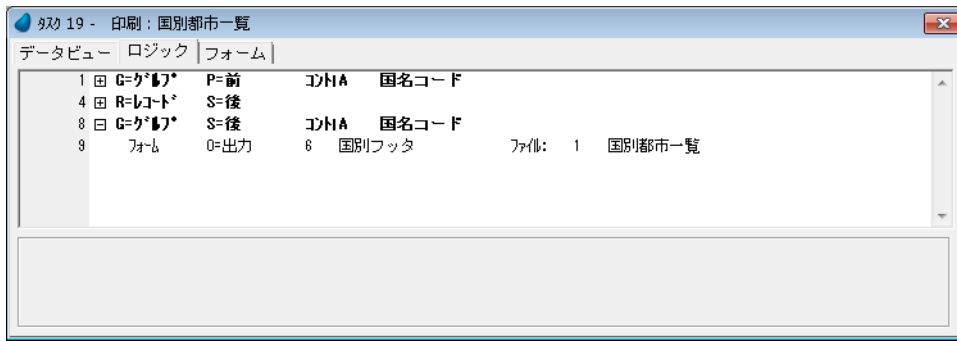 ﾀｽｸ 19 - 印刷：国別都市一覧
データビュー ロジック フォーム
1 G=ｸﾞﾙｰﾌﾟ P=前 ｺﾝﾄﾛA 国名コード
4 R=ﾚｺｰﾄﾞ S=後
8 G=ｸﾞﾙｰﾌﾟ S=後 ｺﾝﾄﾛA 国名コード
9 ﾌｫｰﾑ O=出力 6 国別フッタ ﾌｧｲﾙ: 1 国別都市一覧